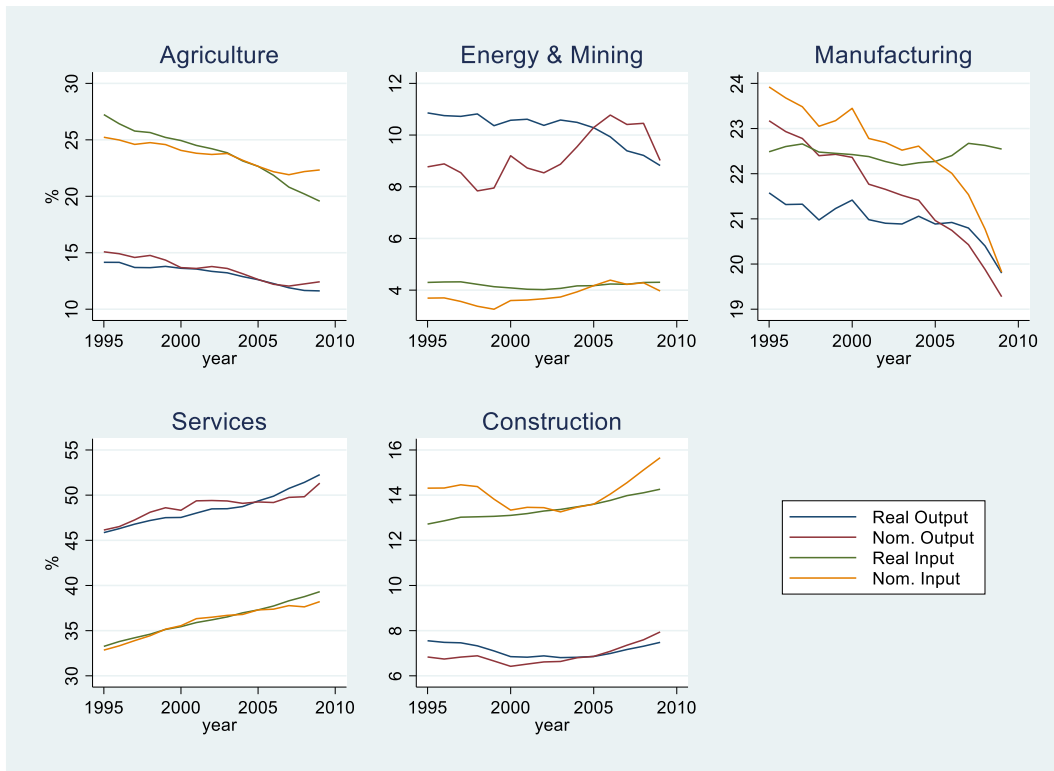 Agriculture
30
25
20
15
10
%
1995 2000 2005 2010
year
Energy & Mining
12
10
8
6
4
1995 2000 2005 2010
year
Manufacturing
24
23
22
21
20
19
1995 2000 2005 2010
year
Services
55
50
45
40
35
30
%
1995 2000 2005 2010
year
Construction
16
14
12
10
8
6
1995 2000 2005 2010
year
Real Output
Nom. Output
Real Input
Nom. Input